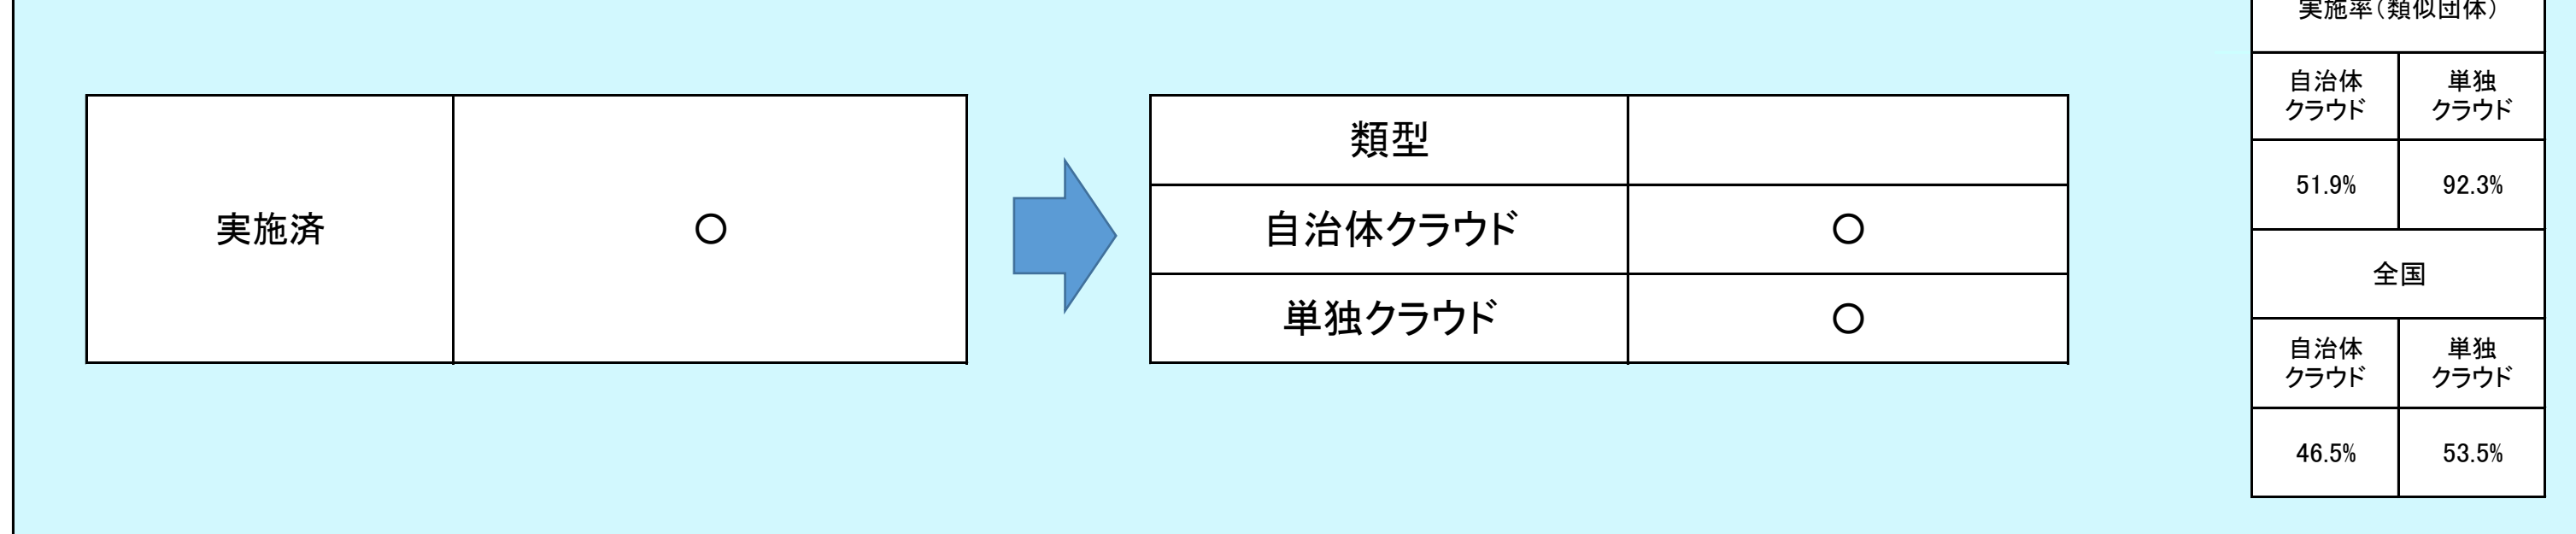 実施率(類似団体)
自治体
クラウド
単独
クラウド
51.9%
92.3%
全国
自治体
クラウド
単独
クラウド
46.5%
53.5%
実施済
○
類型
自治体クラウド
○
単独クラウド
○